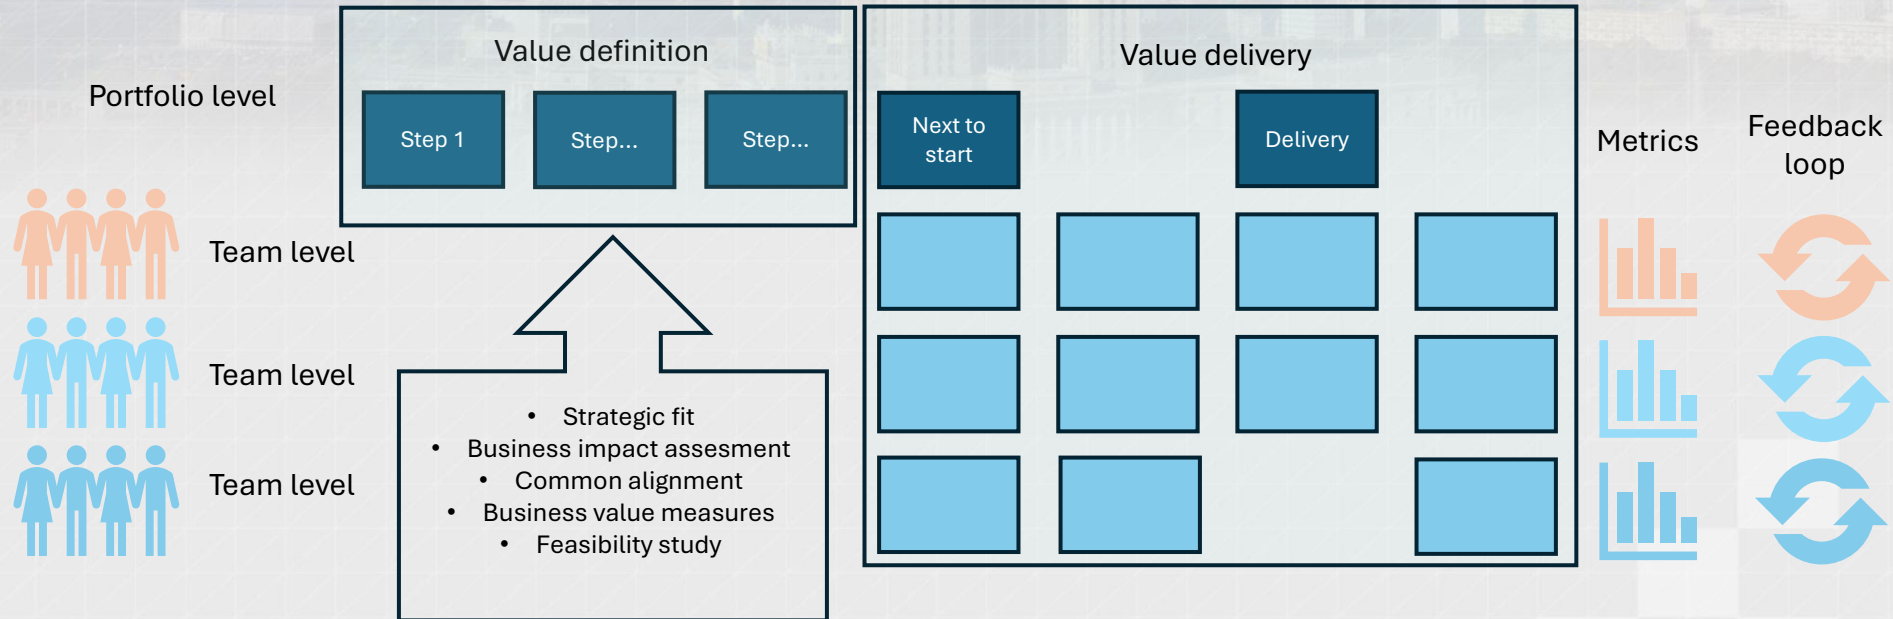 Portfolio level
Value definition
Step 1
Step...
Step...
Value delivery
Next to
start
Delivery
Metrics
Feedback
loop
Team level
Team level
Team level
• Strategic fit
• Business impact assesment
• Common alignment
• Business value measures
• Feasibility study